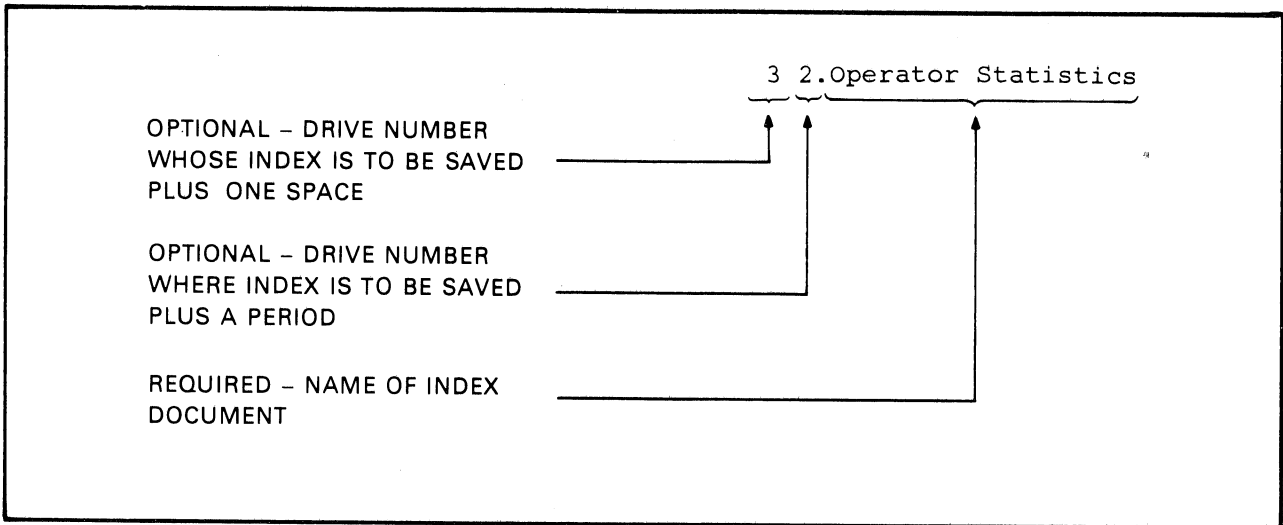 3 2.Operator Statistics
OPTIONAL – DRIVE NUMBER
WHOSE INDEX IS TO BE SAVED
PLUS ONE SPACE
OPTIONAL – DRIVE NUMBER
WHERE INDEX IS TO BE SAVED
PLUS A PERIOD
REQUIRED – NAME OF INDEX
DOCUMENT